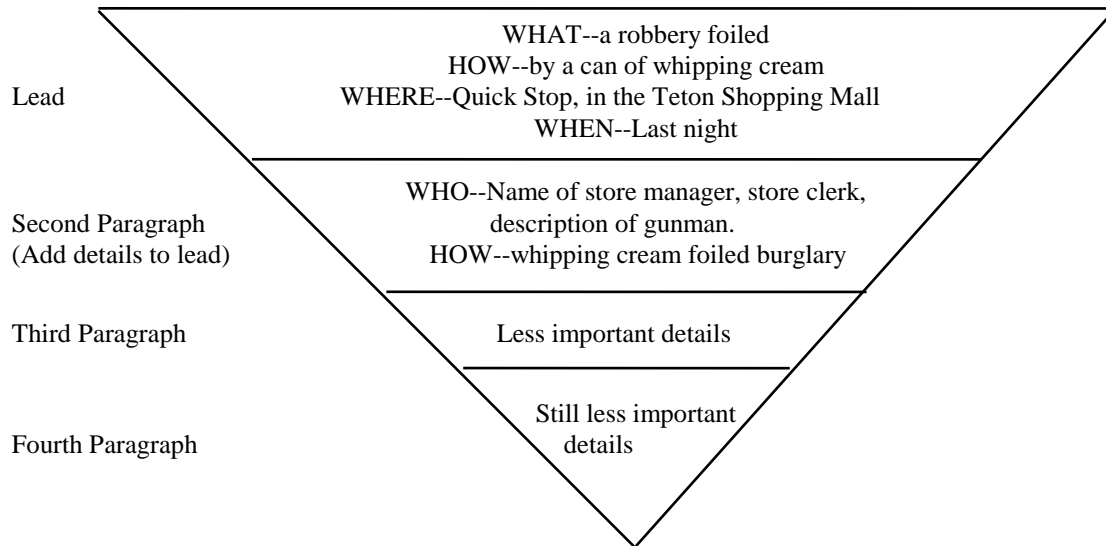 WHAT--a robbery foiled
HOW--by a can of whipping cream
Lead
WHERE--Quick Stop, in the Teton Shopping Mall
WHEN--Last night
WHO--Name of store manager, store clerk,
description of gunman.
Second Paragraph
(Add details to lead)
HOW--whipping cream foiled burglary
Third Paragraph
Less important details
Still less important
details
Fourth Paragraph